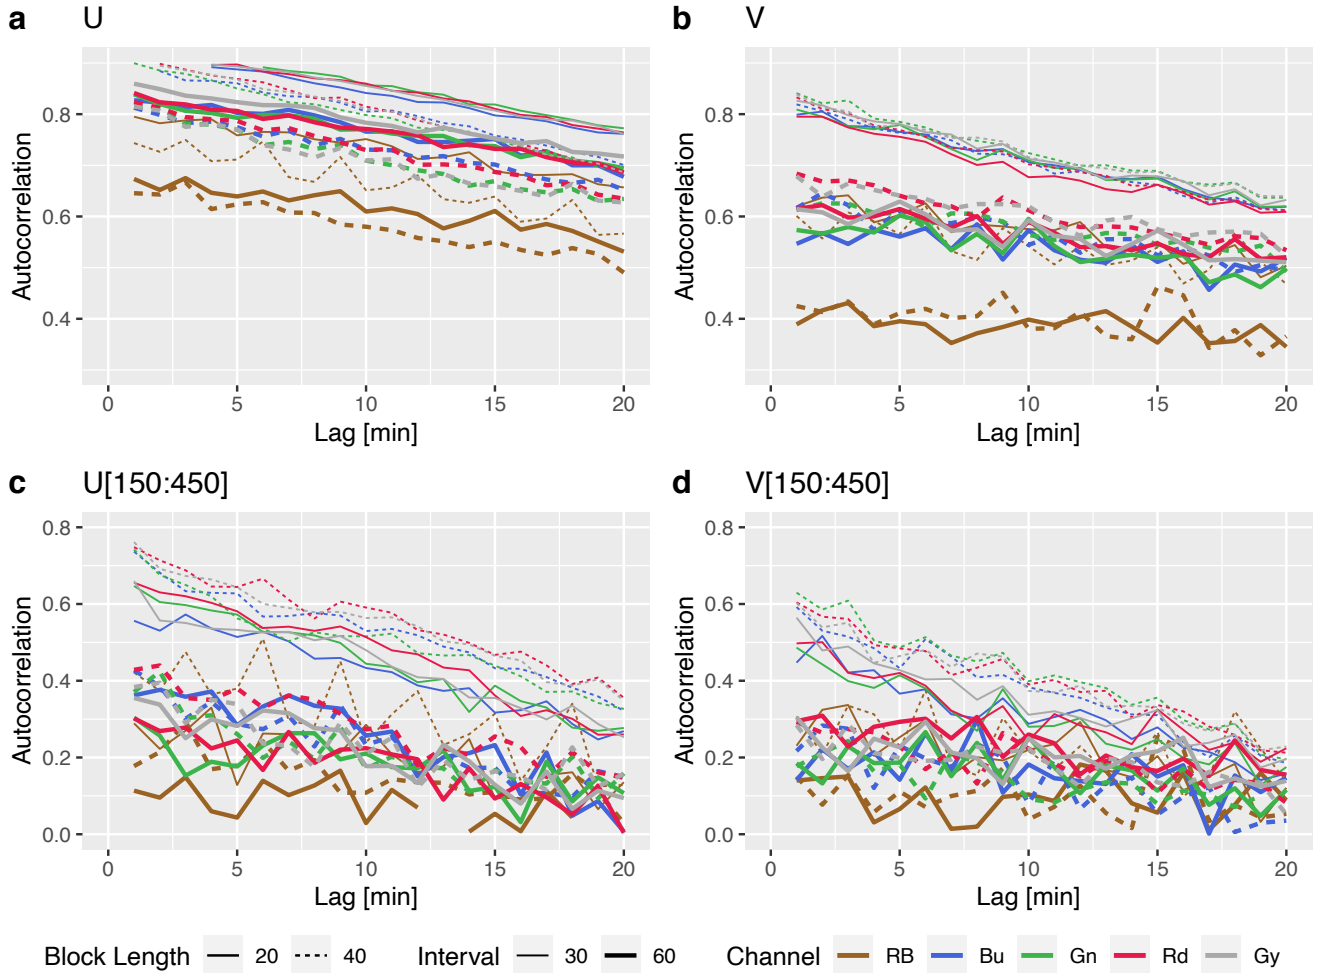 a U
b V
0.8
0.6
0.4
Autocorrelation
0 5 10 15 20
Lag [min]
0.8
0.6
0.4
Autocorrelation
0 5 10 15 20
Lag [min]
c U[150:450]
d V[150:450]
0.8
0.6
0.4
0.2
0.0
Autocorrelation
0 5 10 15 20
Lag [min]
0.8
0.6
0.4
0.2
0.0
Autocorrelation
0 5 10 15 20
Lag [min]
Block Length 20 40 Interval 30 60 Channel RB Bu Gn Rd Gy